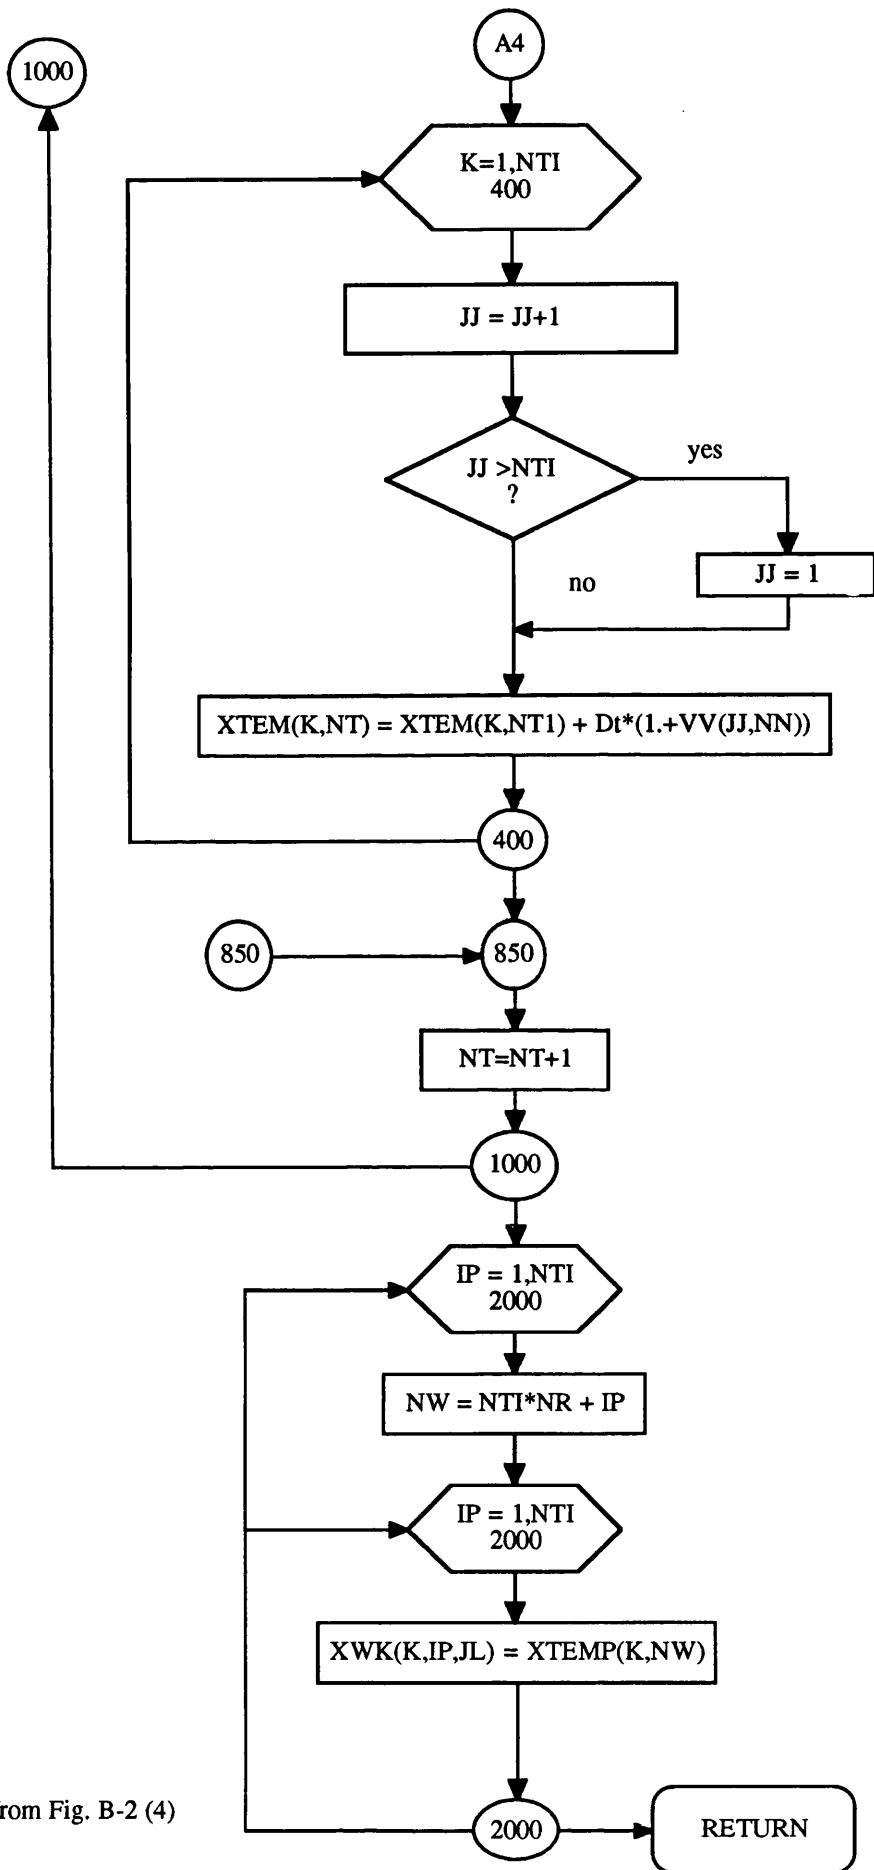 A4
1000
K=1,NTI
400
JJ = JJ+1
JJ >NTI
?
yes
no
JJ = 1
XTEM(K,NT) = XTEM(K,NT1) + Dt*(1.+VV(JJ,NN))
400
850
850
NT=NT+1
1000
IP = 1,NTI
2000
NW = NTI*NR + IP
IP = 1,NTI
2000
XWK(K,IP,JL) = XTEMP(K,NW)
rom Fig. B-2 (4)
2000
RETURN